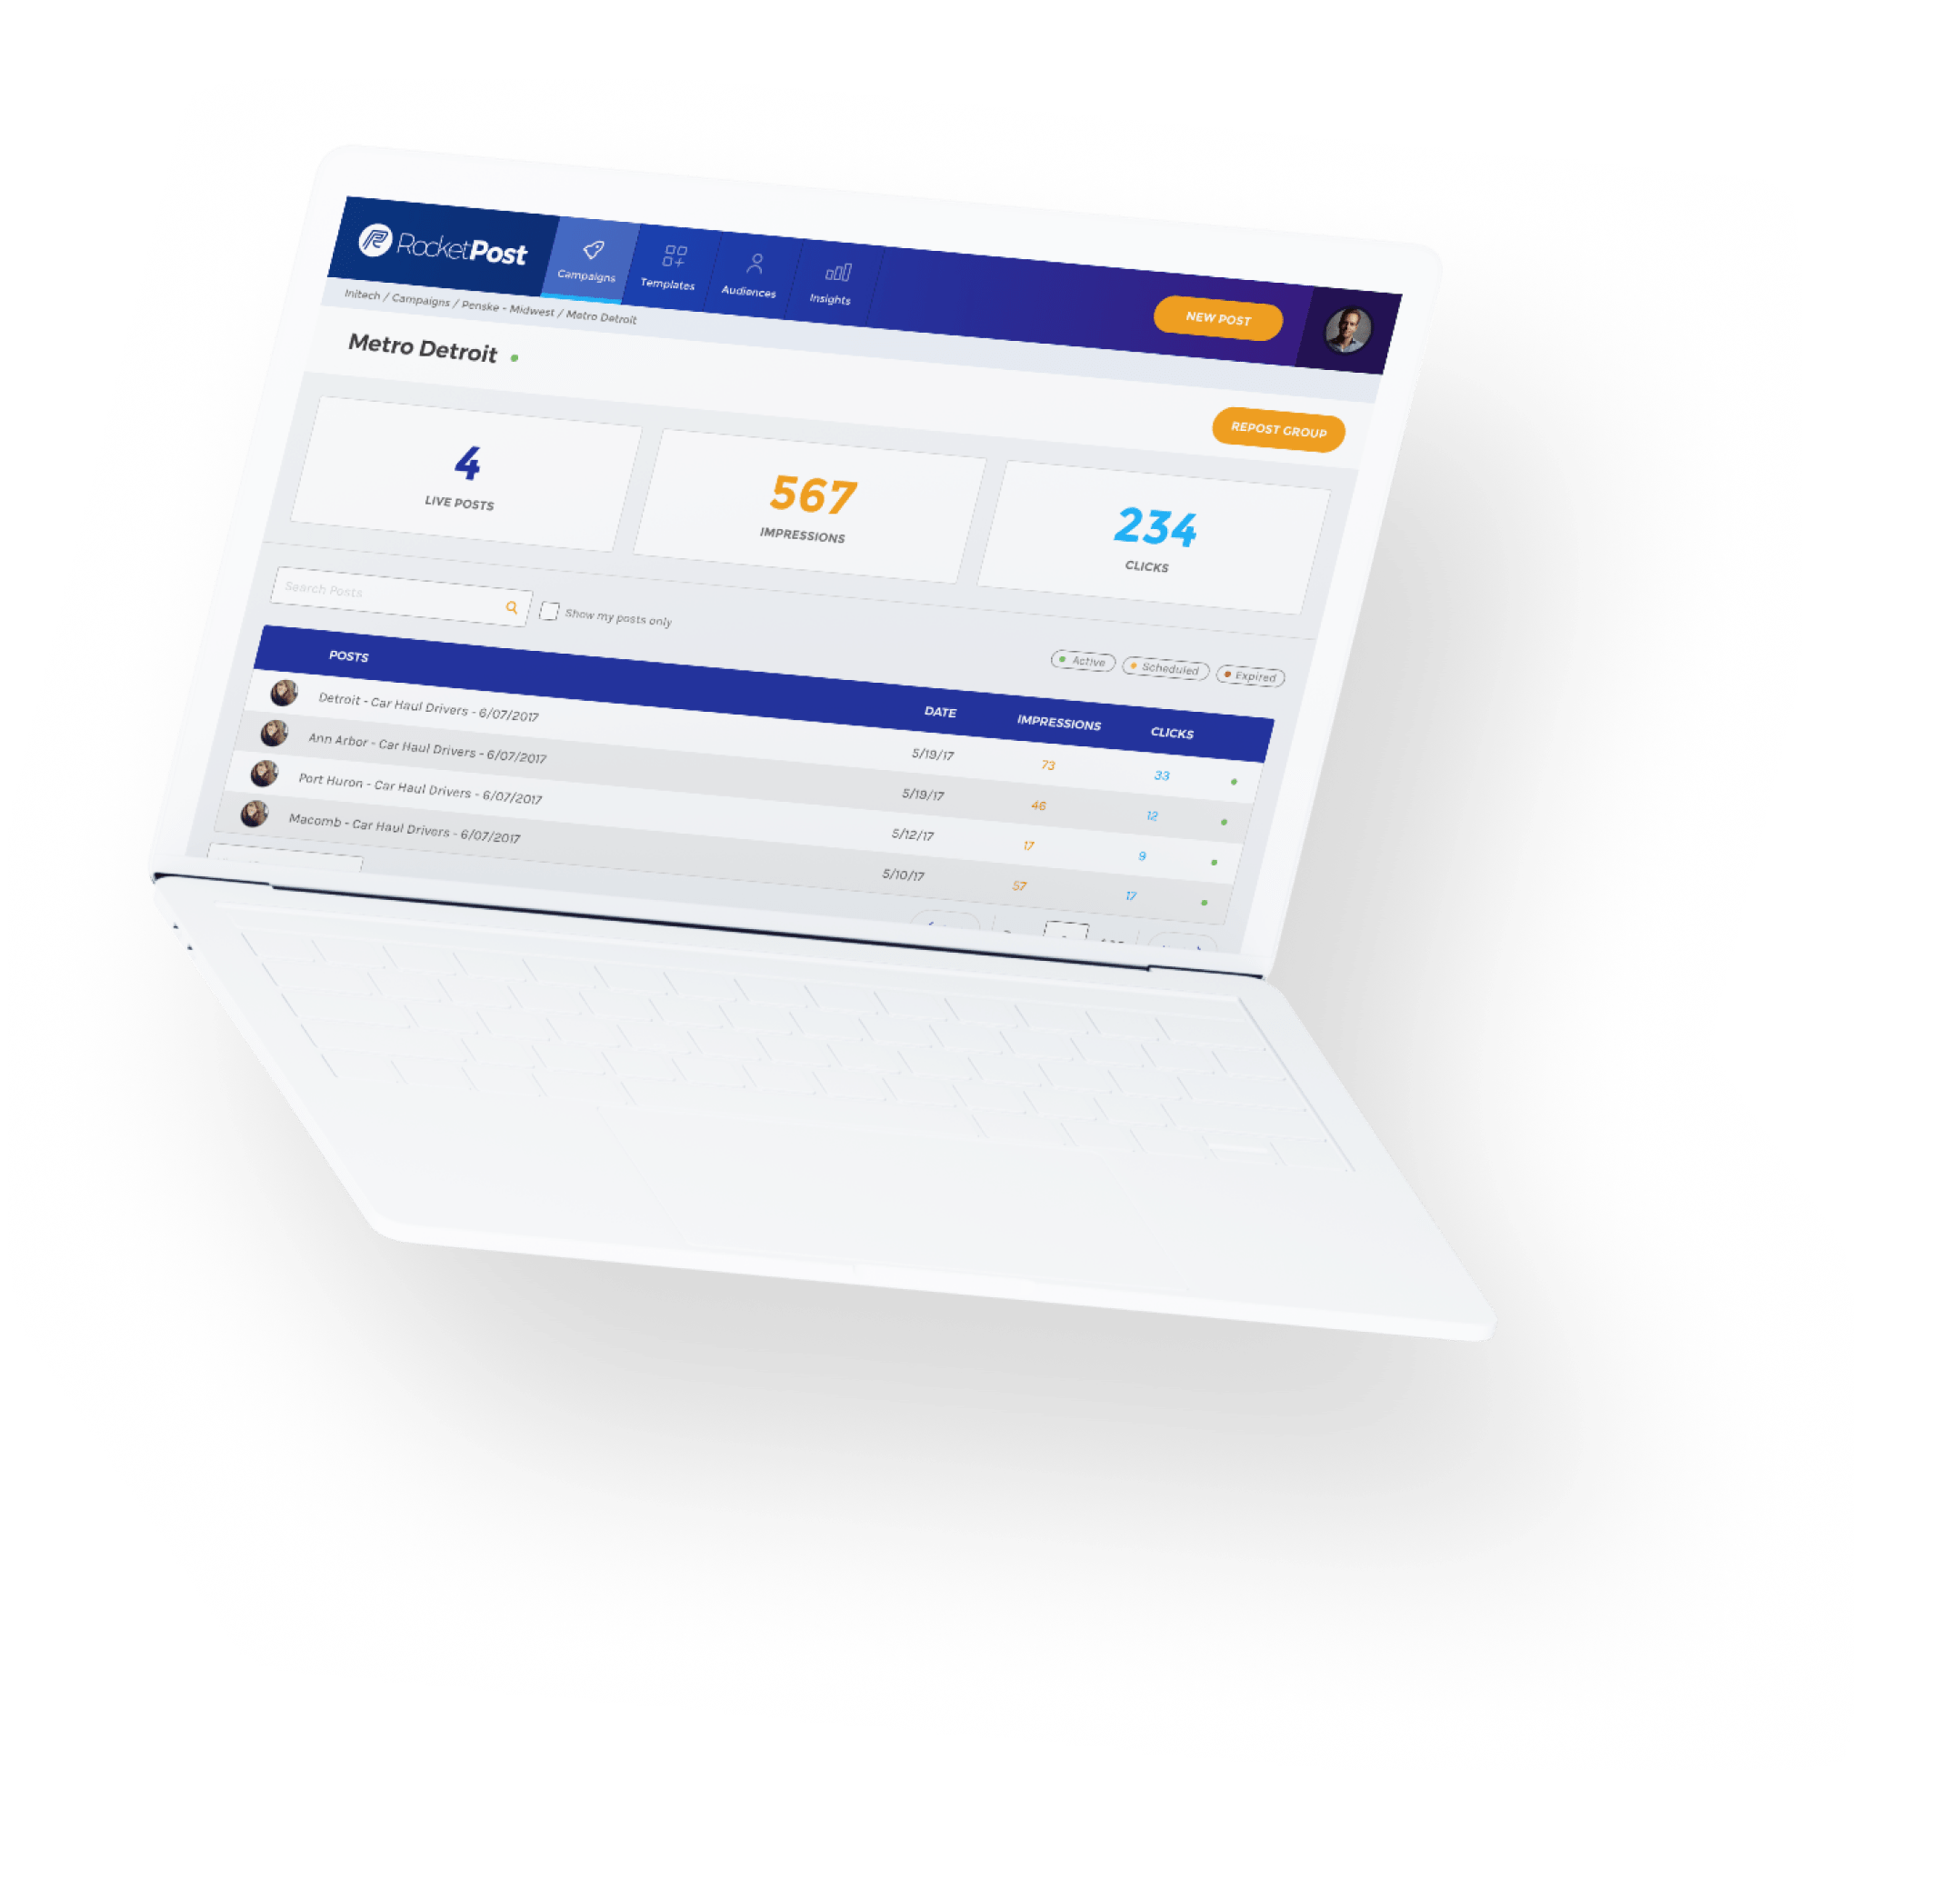 RocketPost
Campaigns
Templates
Audiences
Insights
NEW POST
Initech / Campaigns / Penske - Midwest / Metro Detroit
Metro Detroit
REPOST GROUP
4
LIVE POSTS
567
IMPRESSIONS
234
CLICKS
Search Posts
Show my posts only
Active
Scheduled
Expired
POSTS DATE IMPRESSIONS CLICKS
Detroit - Car Haul Drivers - 6/07/2017 5/19/17 73 33
Ann Arbor - Car Haul Drivers - 6/07/2017 5/19/17 46 12
Port Huron - Car Haul Drivers - 6/07/2017 5/12/17 17 9
Macomb - Car Haul Drivers - 6/07/2017 5/10/17 57 17